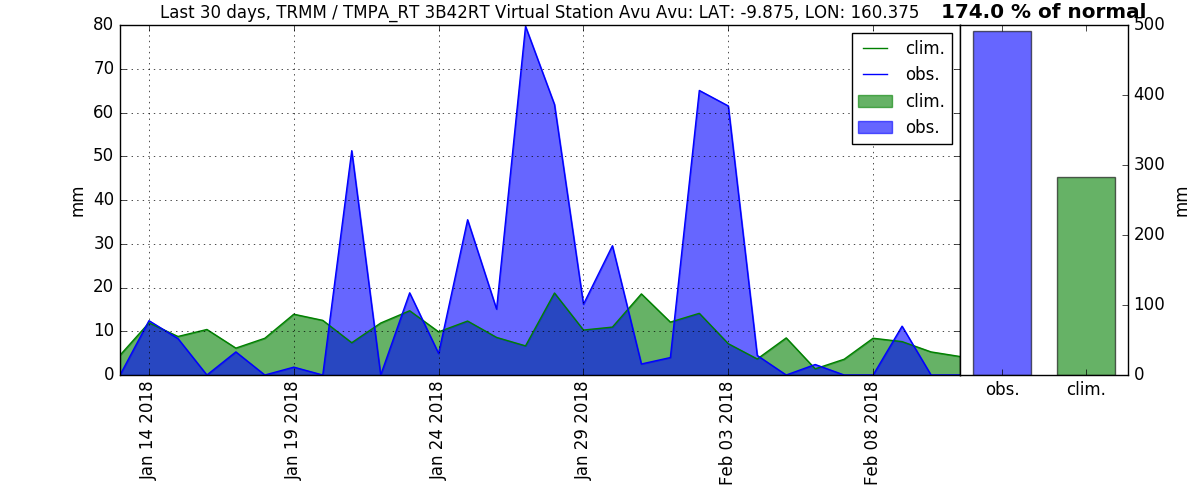 Last 30 days, TRMM / TMPA_RT 3B42RT Virtual Station Avu Avu: LAT: -9.875, LON: 160.375
174.0 % of normal
80
70
60
50
40
30
20
10
0
mm
clim.
obs.
clim.
obs.
500
400
300
200
100
0
mm
obs.
clim.
Jan 14 2018
Jan 19 2018
Jan 24 2018
Jan 29 2018
Feb 03 2018
Feb 08 2018